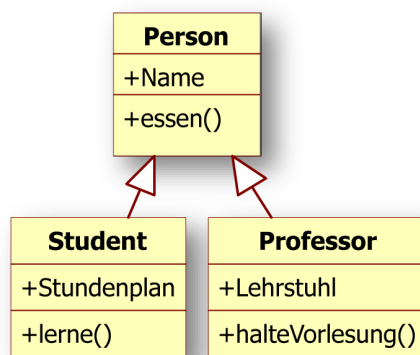 Person
+Name
+essen()
Student
+Stundenplan
+lerne()
Professor
+Lehrstuhl
+halteVorlesung()